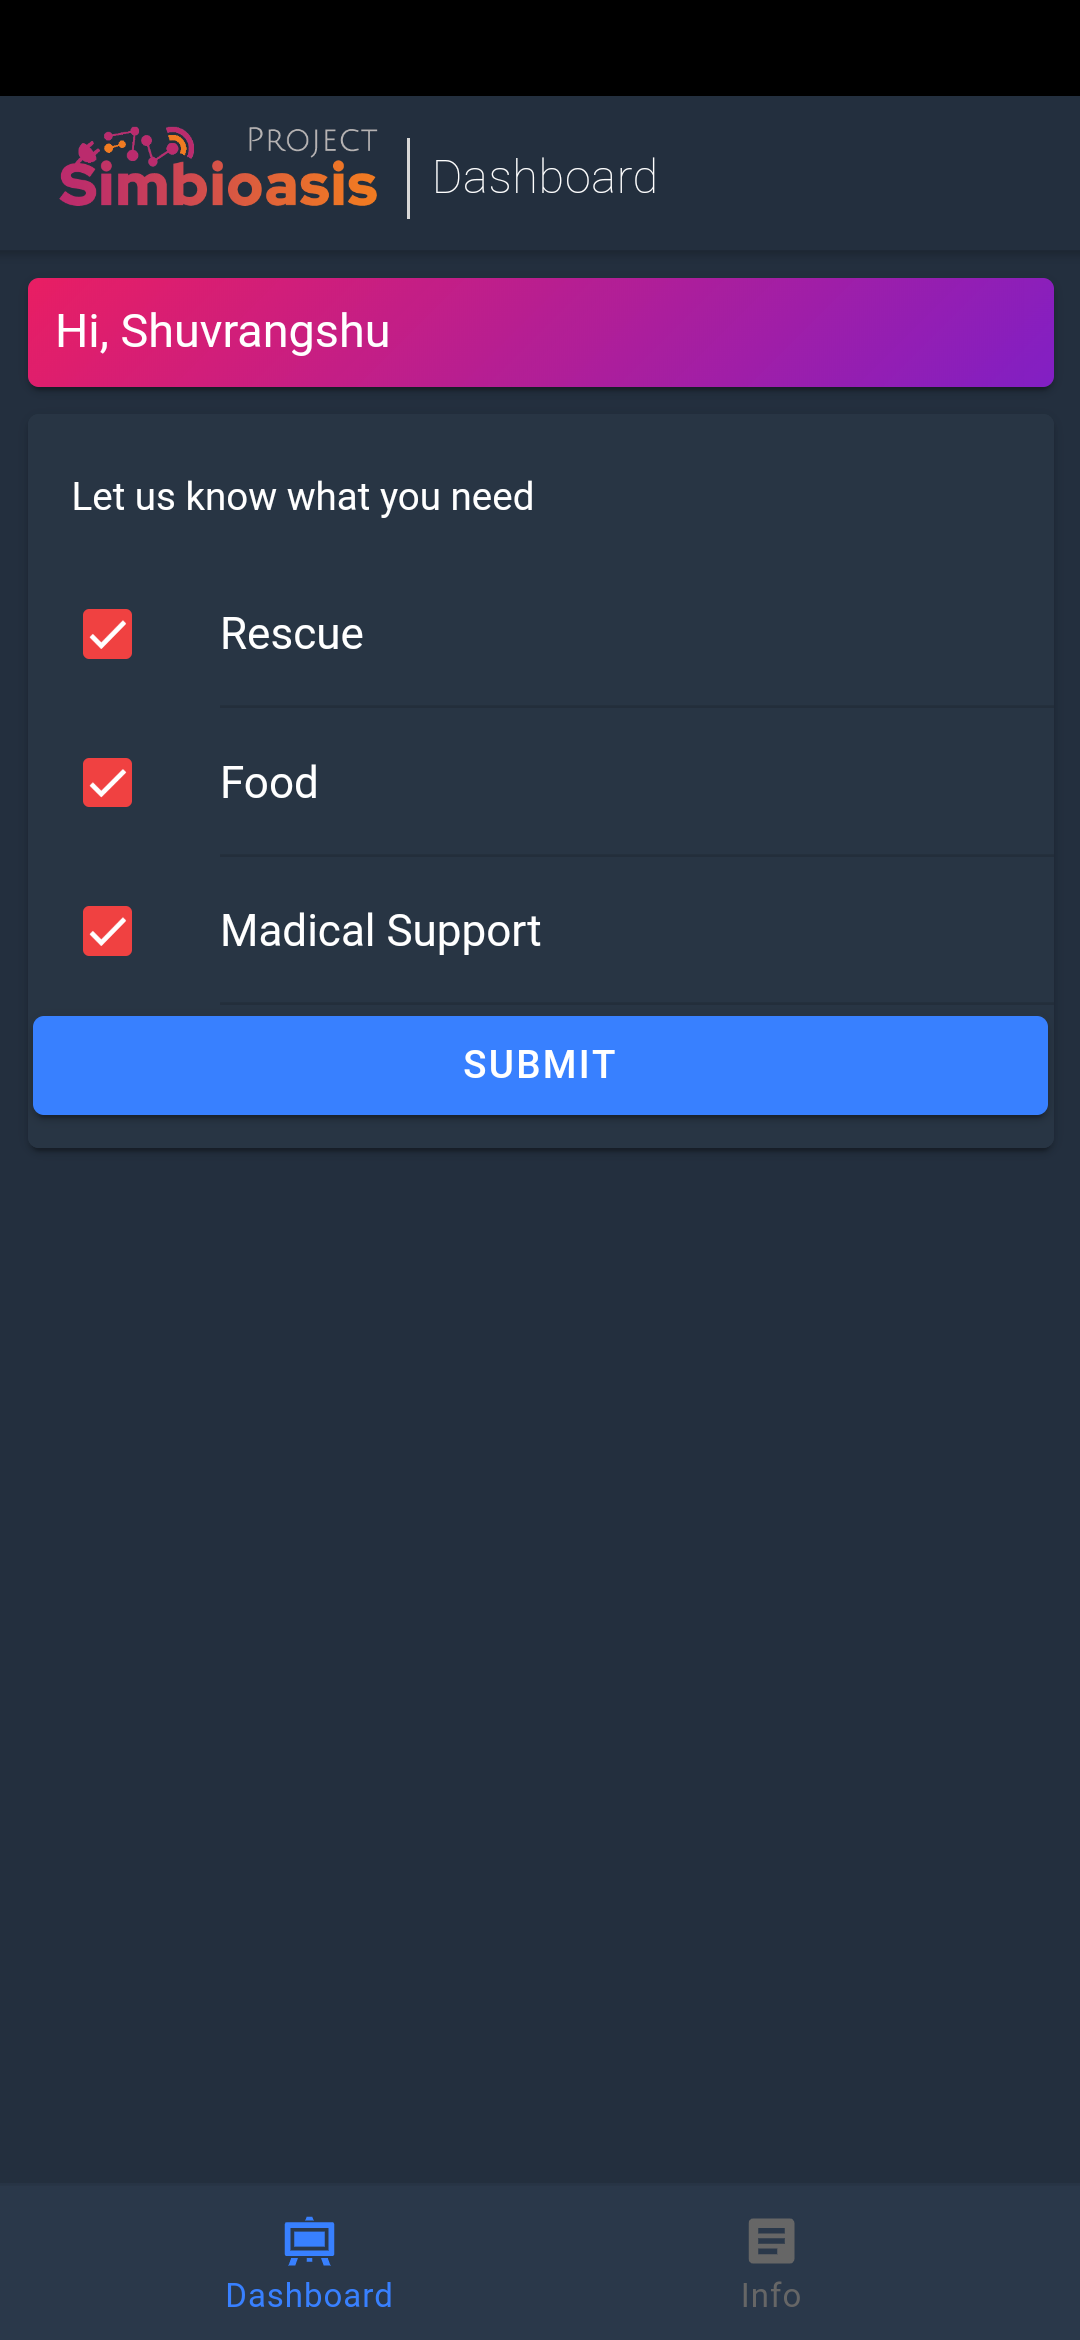 PROJECT
Simbioasis
Dashboard
Hi, Shuvrangshu
Let us know what you need
Rescue
Food
Madical Support
SUBMIT
Dashboard
Info